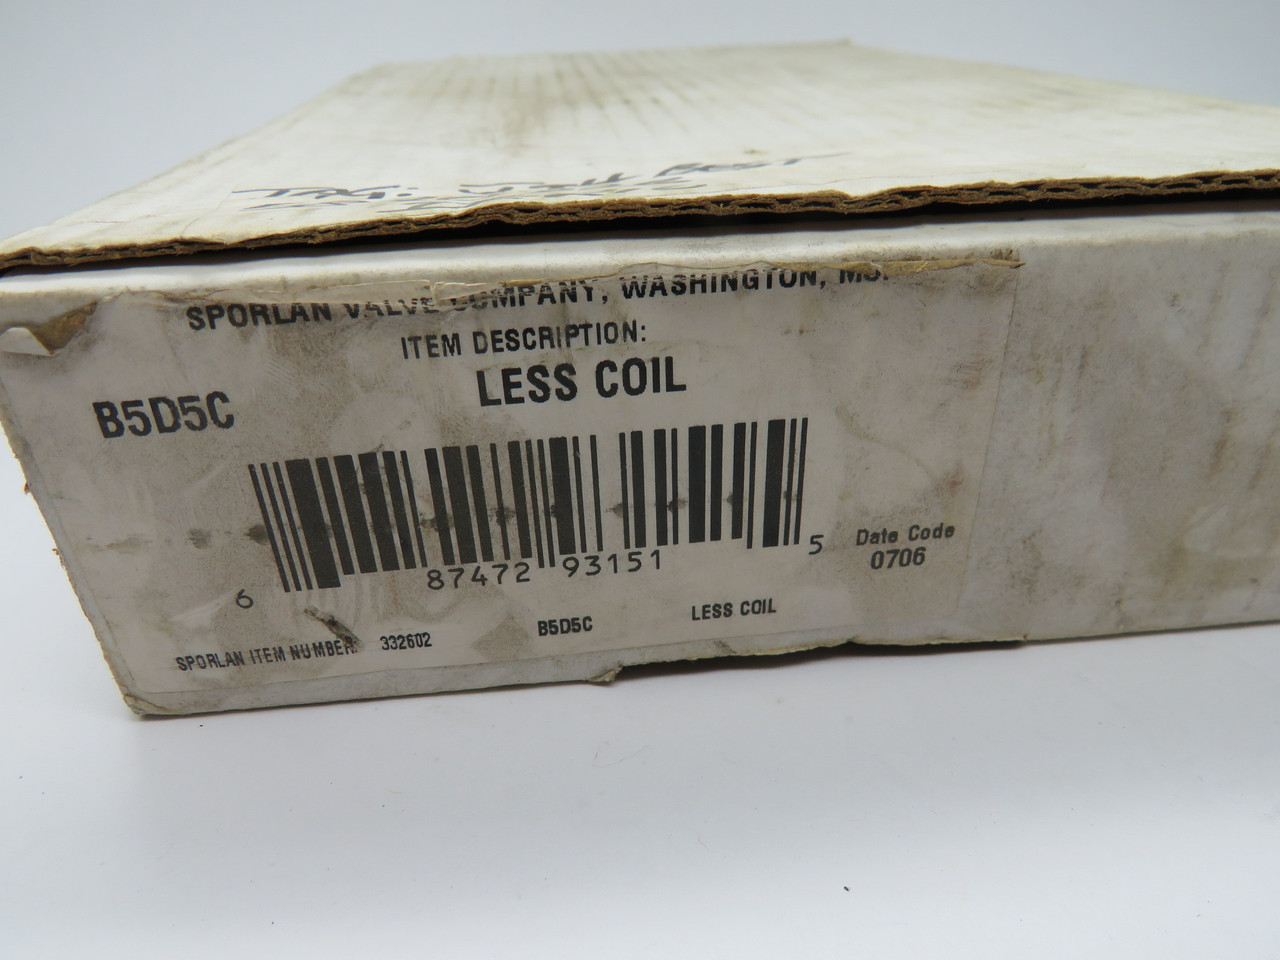 TAG:
SPORLAN VALVE COMPANY, WASHINGTON, MO.
ITEM DESCRIPTION:
LESS COIL
B5D5C
6 87472 93151 5
Date Code
0706
SPORLAN ITEM NUMBER: 332602 B5D5C LESS COIL